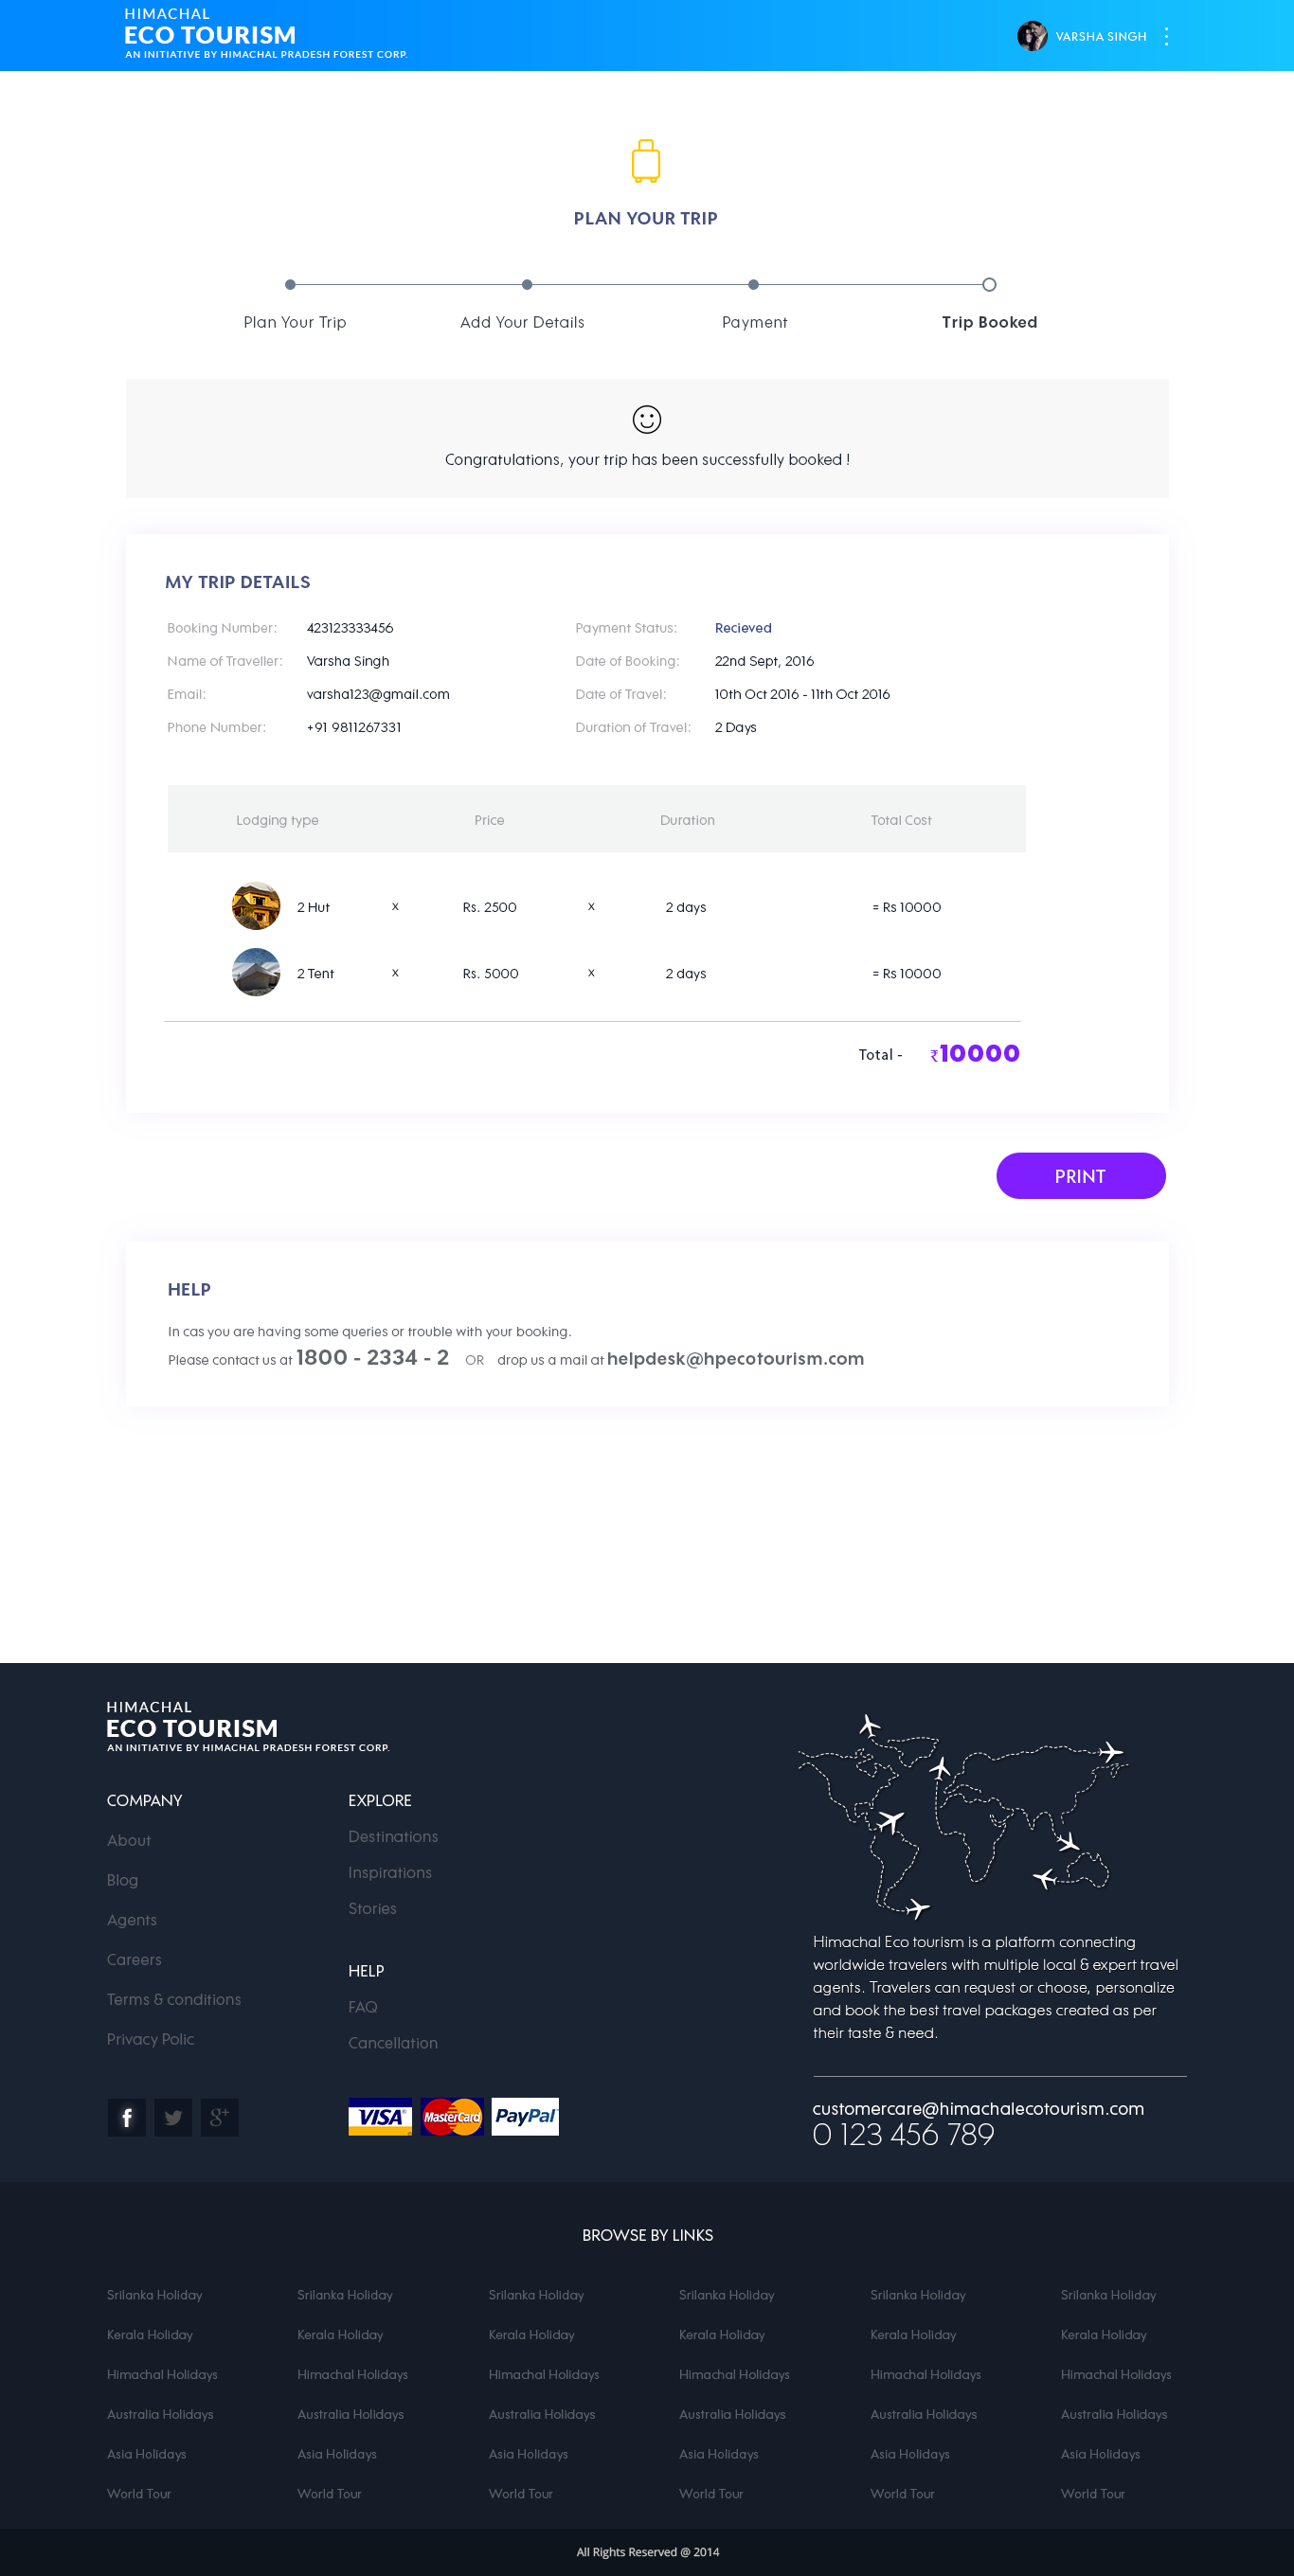 HIMACHAL
ECO TOURISM
AN INITIATIVE BY HIMACHAL PRADESH FOREST CORP.
VARSHA SINGH
PLAN YOUR TRIP
Plan Your Trip Add Your Details Payment Trip Booked
Congratulations, your trip has been successfully booked !
MY TRIP DETAILS
Booking Number: 423123333456 Payment Status: Recieved
Name of Traveller: Varsha Singh Date of Booking: 22nd Sept, 2016
Email: varsha123@gmail.com Date of Travel: 10th Oct 2016 - 11th Oct 2016
Phone Number: +91 9811267331 Duration of Travel: 2 Days
Lodging type Price Duration Total Cost
2 Hut x Rs. 2500 x 2 days = Rs 10000
2 Tent x Rs. 5000 x 2 days = Rs 10000
Total - ₹10000
PRINT
HELP
In cas you are having some queries or trouble with your booking.
Please contact us at 1800 - 2334 - 2 OR drop us a mail at helpdesk@hpecotourism.com
HIMACHAL
ECO TOURISM
AN INITIATIVE BY HIMACHAL PRADESH FOREST CORP.
COMPANY
About
Blog
Agents
Careers
Terms & conditions
Privacy Polic
EXPLORE
Destinations
Inspirations
Stories
HELP
FAQ
Cancellation
f g+
VISA MasterCard PayPal
Himachal Eco tourism is a platform connecting
worldwide travelers with multiple local & expert travel
agents. Travelers can request or choose, personalize
and book the best travel packages created as per
their taste & need.
customercare@himachalecotourism.com
0 123 456 789
BROWSE BY LINKS
Srilanka Holiday Srilanka Holiday Srilanka Holiday Srilanka Holiday Srilanka Holiday Srilanka Holiday
Kerala Holiday Kerala Holiday Kerala Holiday Kerala Holiday Kerala Holiday Kerala Holiday
Himachal Holidays Himachal Holidays Himachal Holidays Himachal Holidays Himachal Holidays Himachal Holidays
Australia Holidays Australia Holidays Australia Holidays Australia Holidays Australia Holidays Australia Holidays
Asia Holidays Asia Holidays Asia Holidays Asia Holidays Asia Holidays Asia Holidays
World Tour World Tour World Tour World Tour World Tour World Tour
All Rights Reserved @ 2014